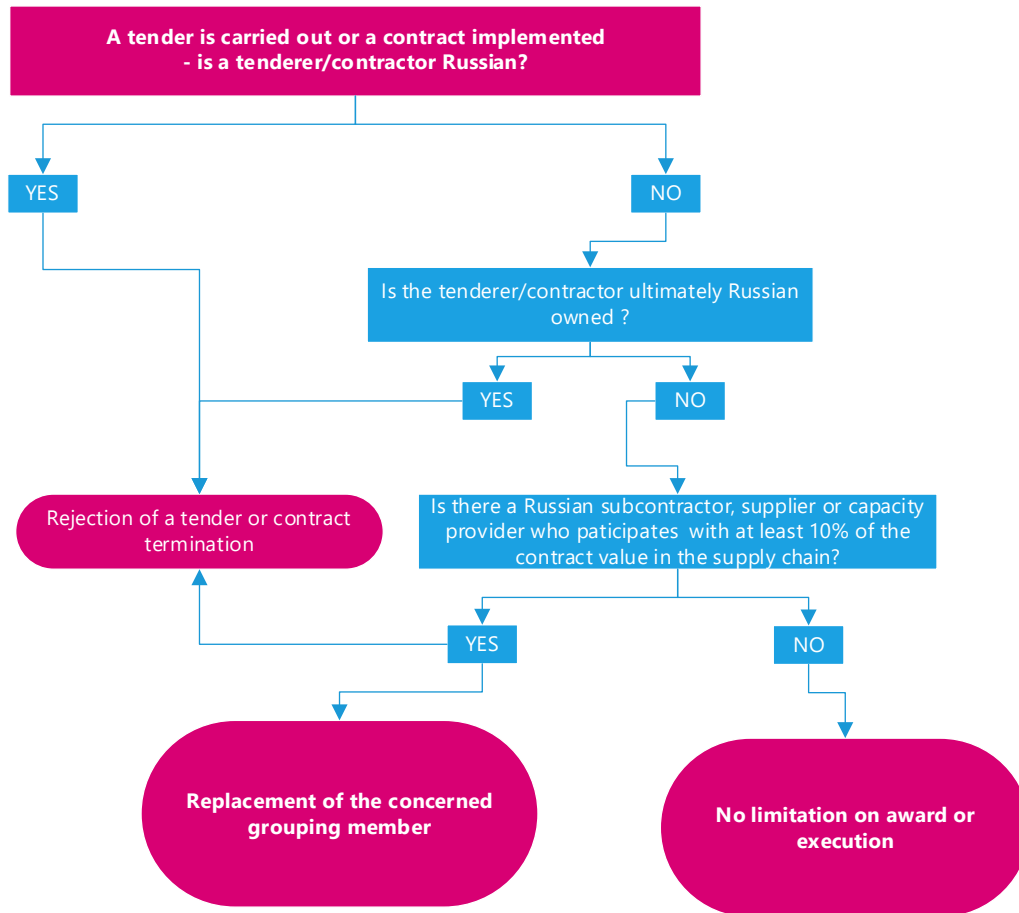 A tender is carried out or a contract implemented
- is a tenderer/contractor Russian?
YES
NO
Is the tenderer/contractor ultimately Russian
owned ?
YES
NO
Rejection of a tender or contract
termination
Is there a Russian subcontractor, supplier or capacity
provider who paticipates with at least 10% of the
contract value in the supply chain?
YES
NO
Replacement of the concerned
grouping member
No limitation on award or
execution